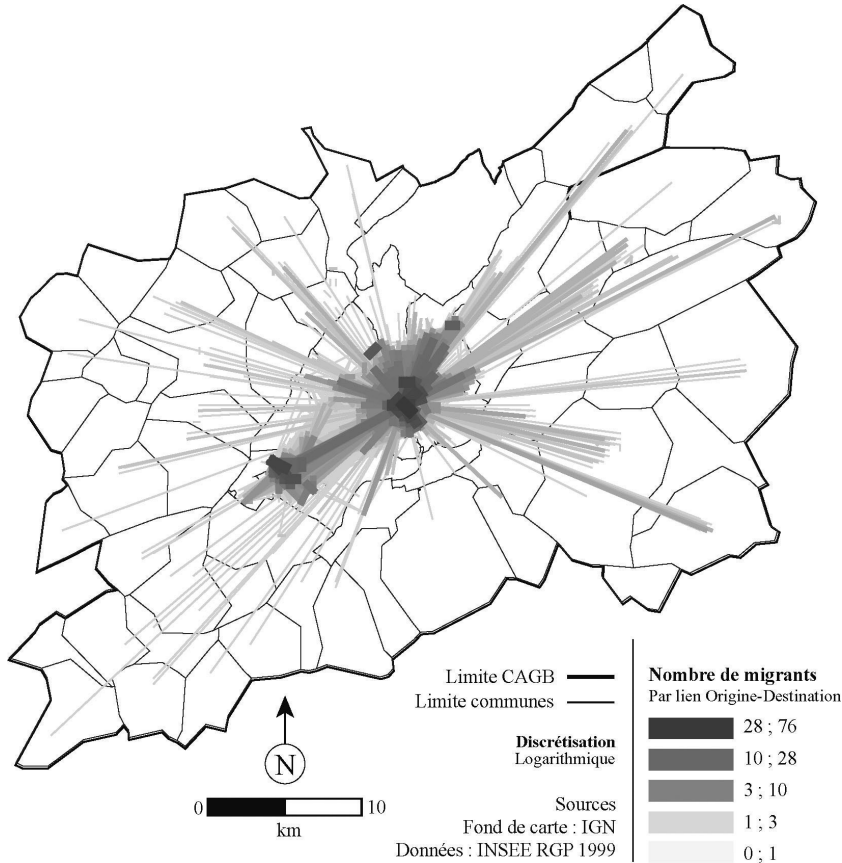 Limite CAGB
Limite communes
Discrétisation
Logarithmique
Sources
Fond de carte : IGN
Données : INSEE RGP 1999
N
0 10
km
Nombre de migrants
Par lien Origine-Destination
28 ; 76
10 ; 28
3 ; 10
1 ; 3
0 ; 1